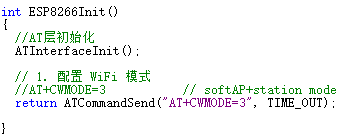 int ESP8266Init()
{
//AT层初始化
ATInterfaceInit();
// 1. 配置 WiFi 模式
//AT+CWMODE=3 // softAP+station mode
return ATCommandSend("AT+CWMODE=3", TIME_OUT);
}